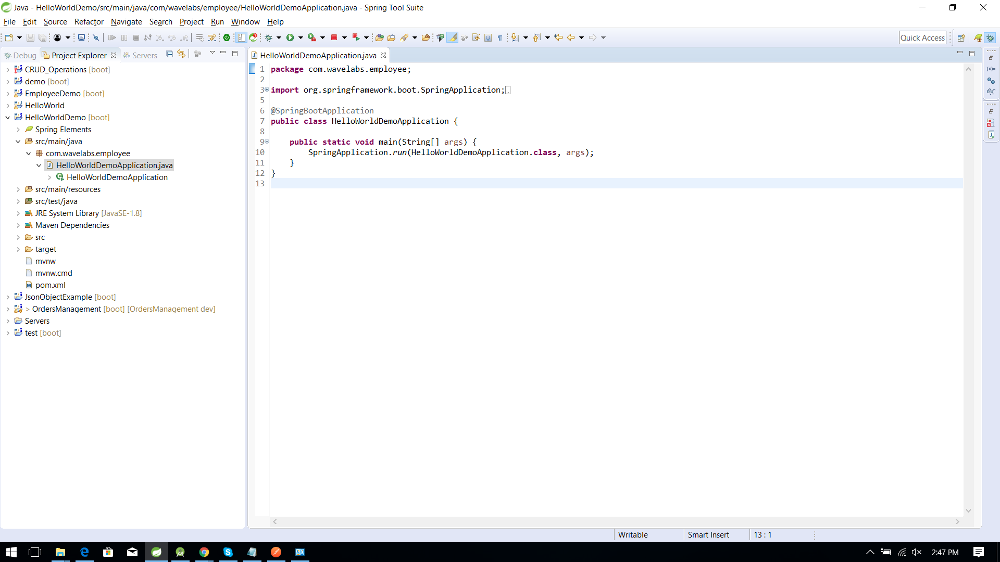 Java - HelloWorldDemo/src/main/java/com/wavelabs/employee/HelloWorldDemoApplication.java - Spring Tool Suite
File Edit Source Refactor Navigate Search Project Run Window Help
Quick Access
Debug Project Explorer Servers
HelloWorldDemoApplication.java
CRUD_Operations [boot]
demo [boot]
EmployeeDemo [boot]
HelloWorld
HelloWorldDemo [boot]
Spring Elements
src/main/java
com.wavelabs.employee
HelloWorldDemoApplication.java
HelloWorldDemoApplication
src/main/resources
src/test/java
JRE System Library [JavaSE-1.8]
Maven Dependencies
src
target
mvnw
mvnw.cmd
pom.xml
JsonObjectExample [boot]
> OrdersManagement [boot] [OrdersManagement dev]
Servers
test [boot]
1 package com.wavelabs.employee;
2
3 import org.springframework.boot.SpringApplication;
5
6 @SpringBootApplication
7 public class HelloWorldDemoApplication {
8
9 public static void main(String[] args) {
10 SpringApplication.run(HelloWorldDemoApplication.class, args);
11 }
12 }
13
Writable Smart Insert 13 : 1
2:47 PM